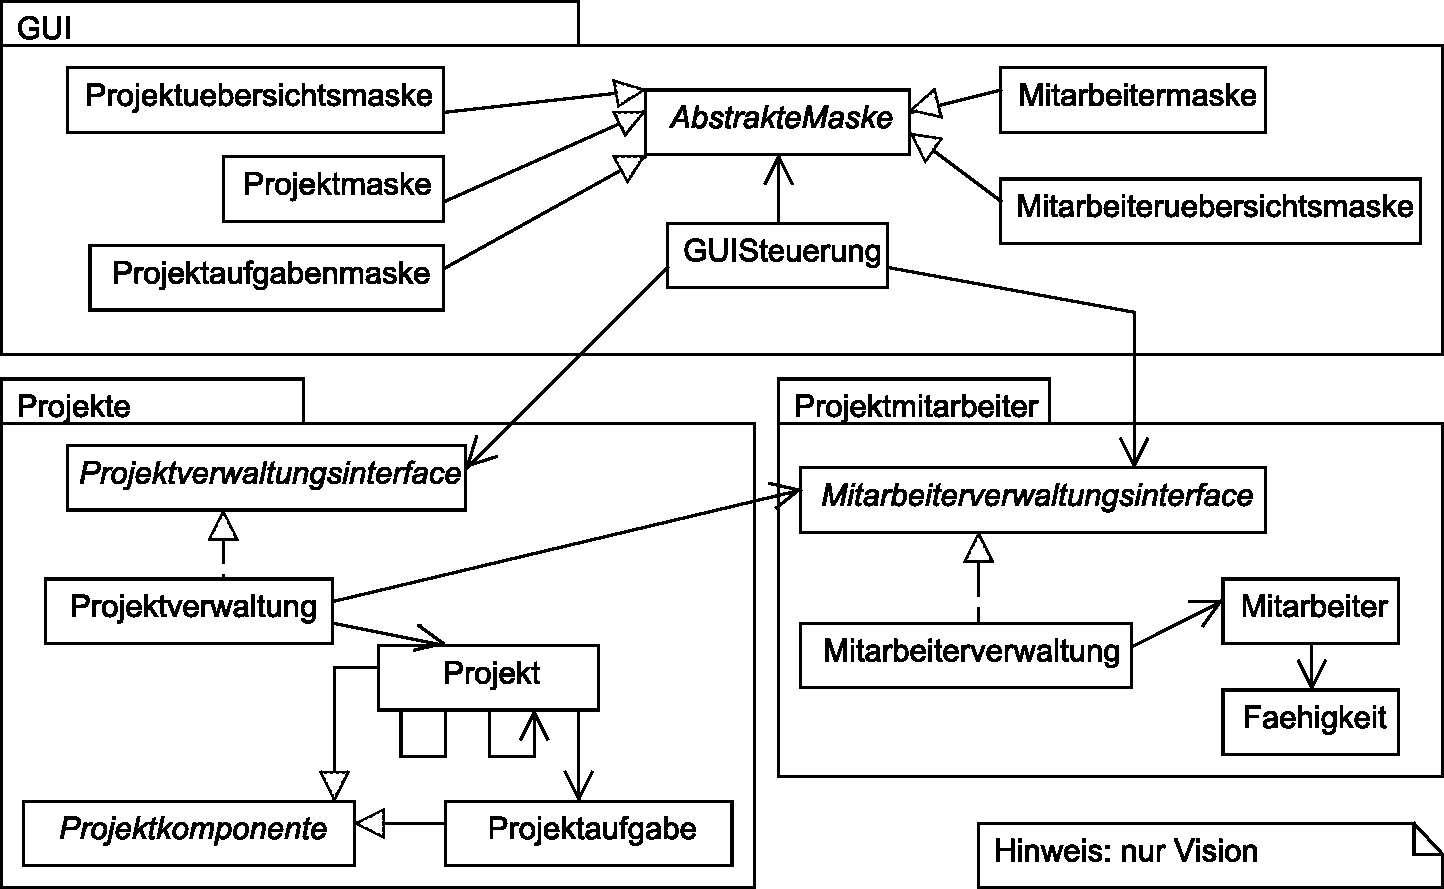 GUI
Projektuebersichtsmaske
AbstrakteMaske
Mitarbeitermaske
Projektmaske
Mitarbeiteruebersichtsmaske
GUISteuerung
Projektaufgabenmaske
Projekte
Projektmitarbeiter
Projektverwaltungsinterface
Mitarbeiterverwaltungsinterface
Projektverwaltung
Mitarbeiter
Mitarbeiterverwaltung
Projekt
Faehigkeit
Projektkomponente
Projektaufgabe
Hinweis: nur Vision